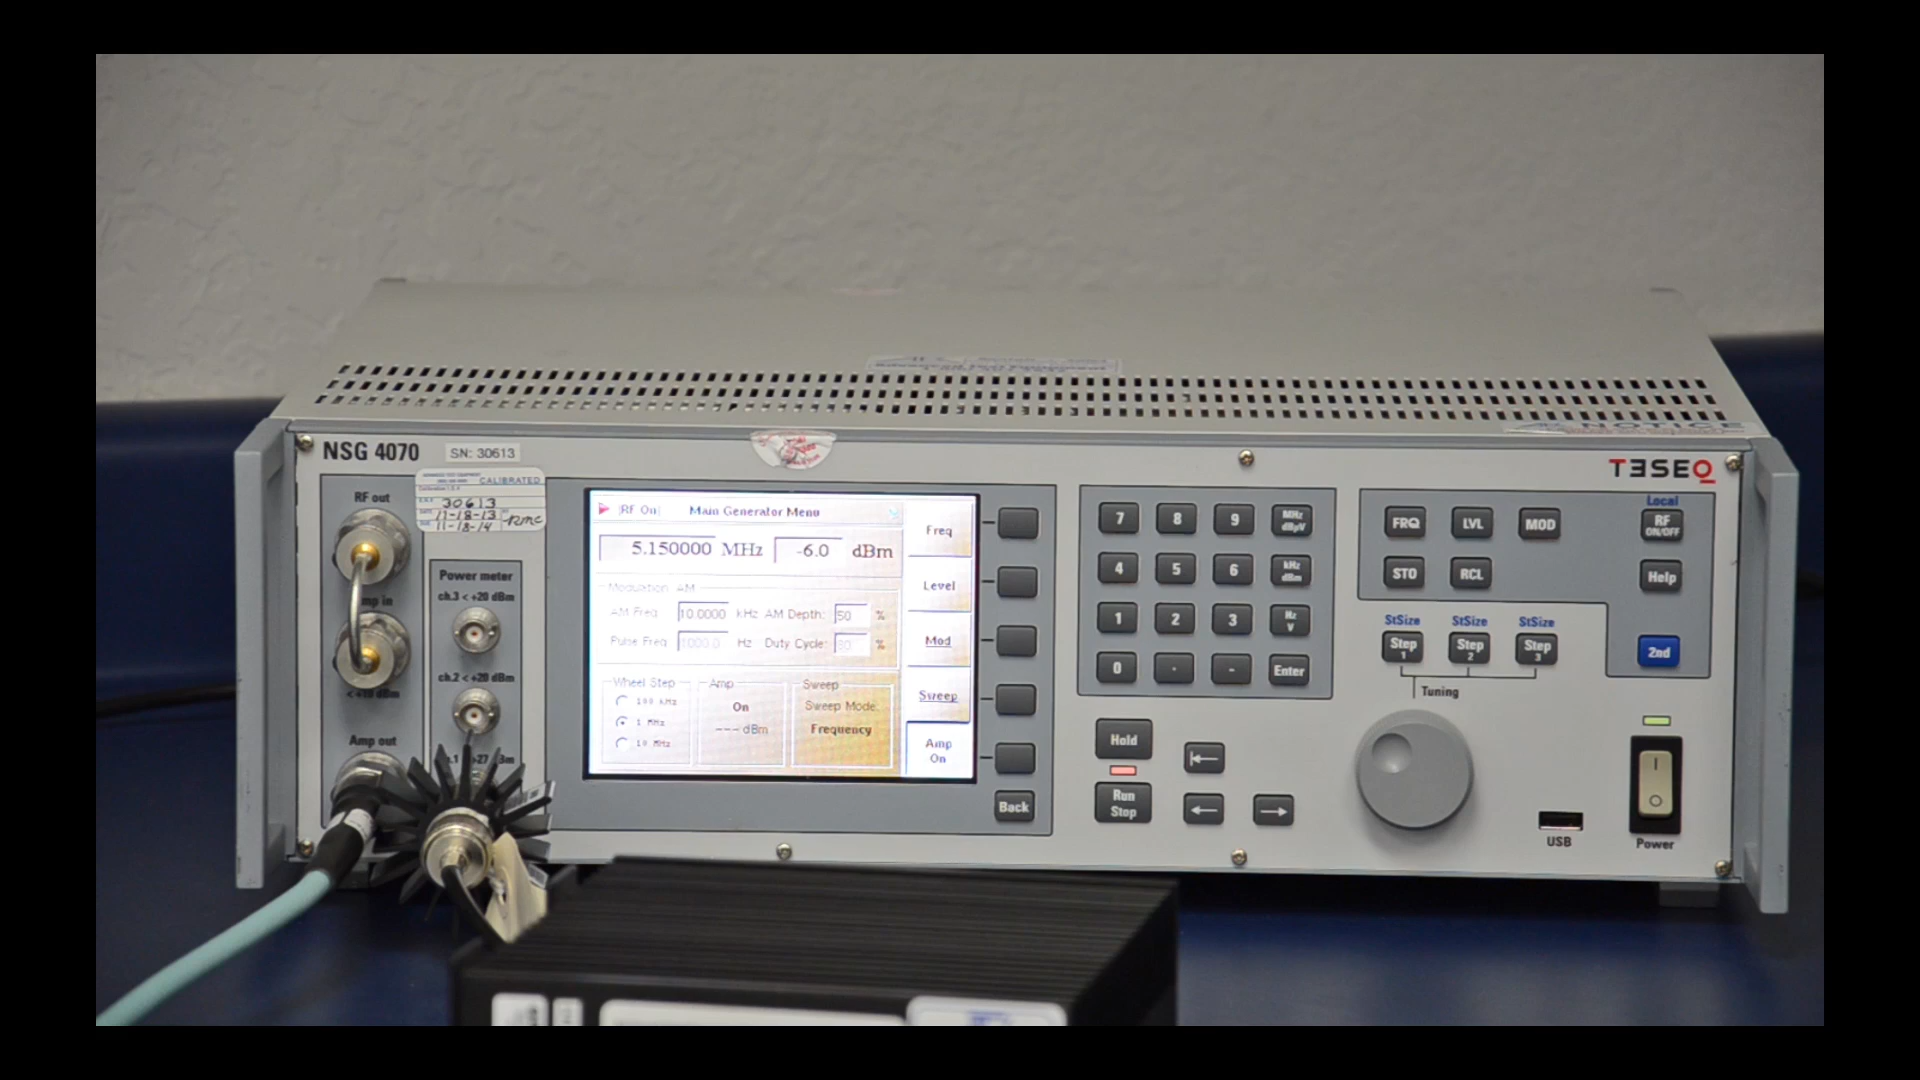 NSG 4070
SN: 30613
TESEQ
CALIBRATED
30613
11-18-13
11-18-14
RF out
Power meter
ch.3 < +20 dBm
ch.2 < +20 dBm
Amp out
RF On
Main Generator Menu
5.150000 MHz
-6.0 dBm
Modulation AM
AM Freq 10.0000 kHz AM Depth: 50 %
Pulse Freq 1000.0 Hz Duty Cycle: %
Wheel Step
100 kHz
1 MHz
10 MHz
Amp
On
--- dBm
Sweep
Sweep Mode:
Frequency
Freq
Level
Mod
Sweep
Amp
On
Back
7 8 9 MHz dBµV
4 5 6 kHz dBm
1 2 3 Hz V
0 . - Enter
Hold
Run
Stop
FRQ LVL MOD
STO RCL
Local
RF
ON/OFF
Help
StSize StSize StSize
Step 1 Step 2 Step 3
2nd
Tuning
USB
Power
NOTICE